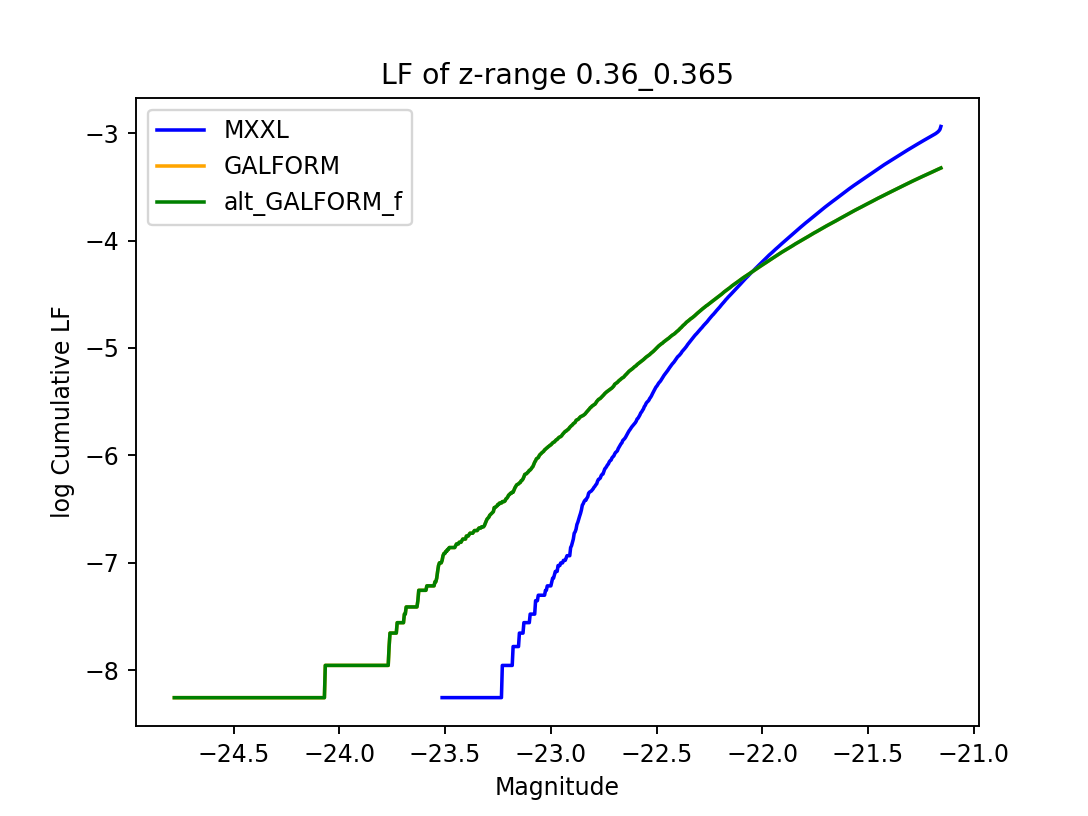 LF of z-range 0.36_0.365
MXXL
GALFORM
alt_GALFORM_f
log Cumulative LF
−3
−4
−5
−6
−7
−8
−24.5 −24.0 −23.5 −23.0 −22.5 −22.0 −21.5 −21.0
Magnitude